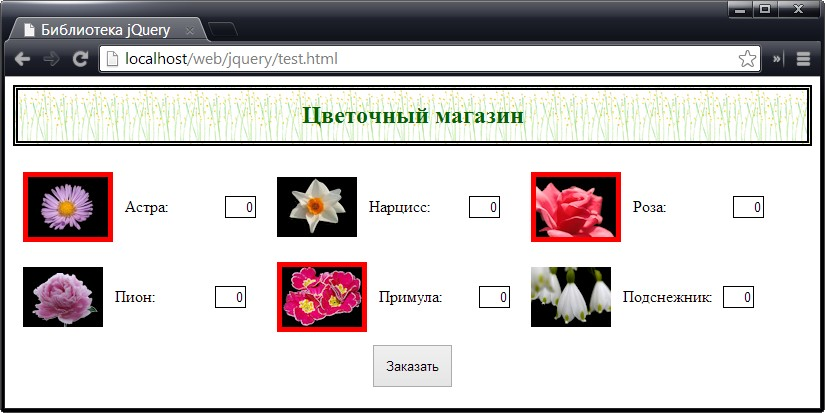 Библиотека jQuery
localhost/web/jquery/test.html
Цветочный магазин
Астра: 0 Нарцисс: 0 Роза: 0
Пион: 0 Примула: 0 Подснежник: 0
Заказать